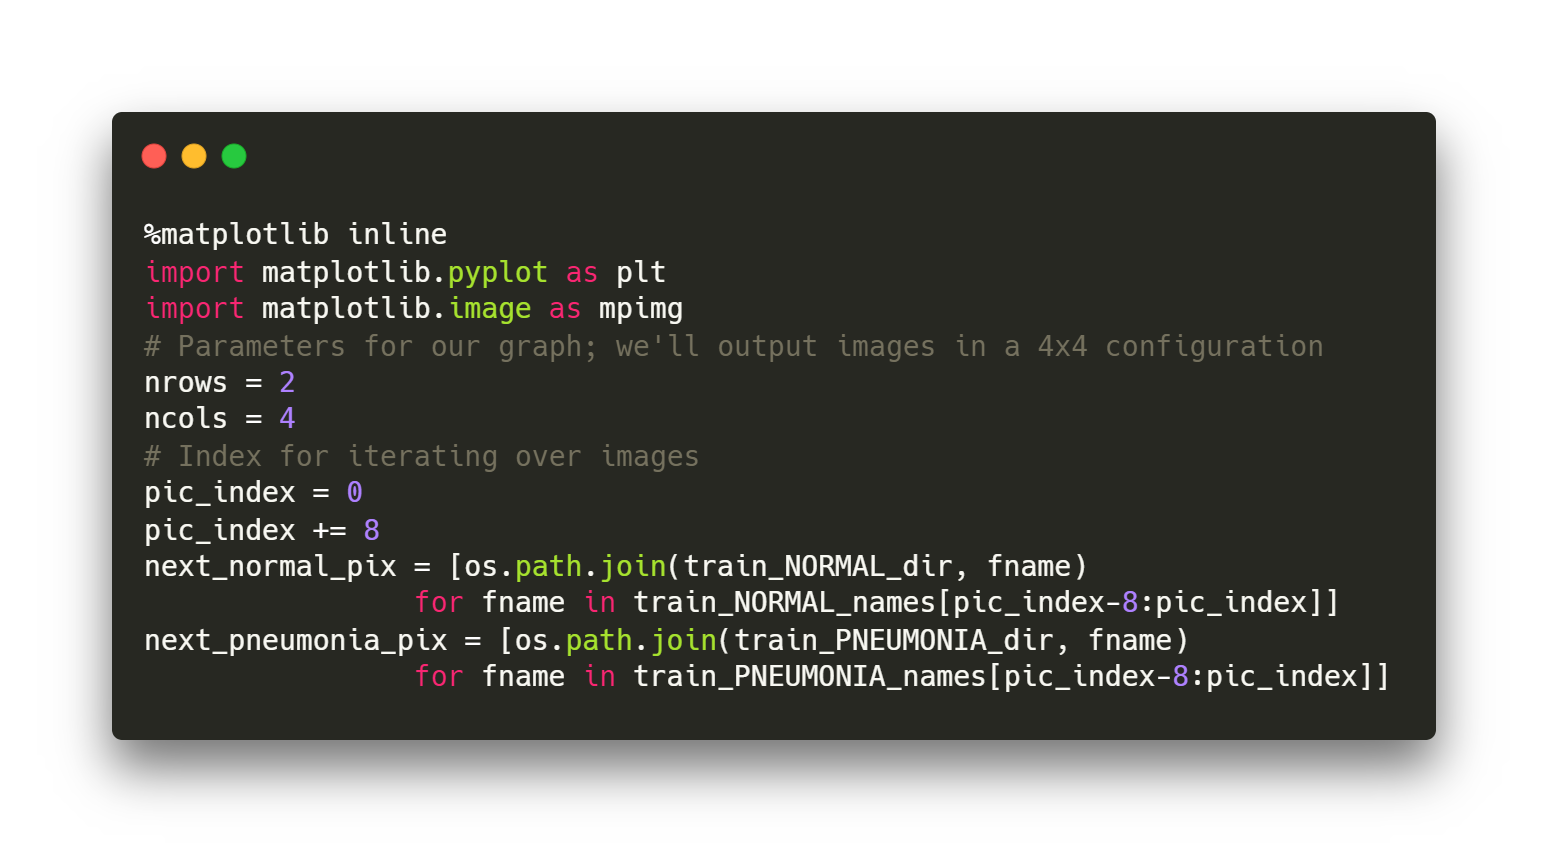 %matplotlib inline
import matplotlib.pyplot as plt
import matplotlib.image as mpimg
# Parameters for our graph; we'll output images in a 4x4 configuration
nrows = 2
ncols = 4
# Index for iterating over images
pic_index = 0
pic_index += 8
next_normal_pix = [os.path.join(train_NORMAL_dir, fname)
                for fname in train_NORMAL_names[pic_index-8:pic_index]]
next_pneumonia_pix = [os.path.join(train_PNEUMONIA_dir, fname)
                for fname in train_PNEUMONIA_names[pic_index-8:pic_index]]